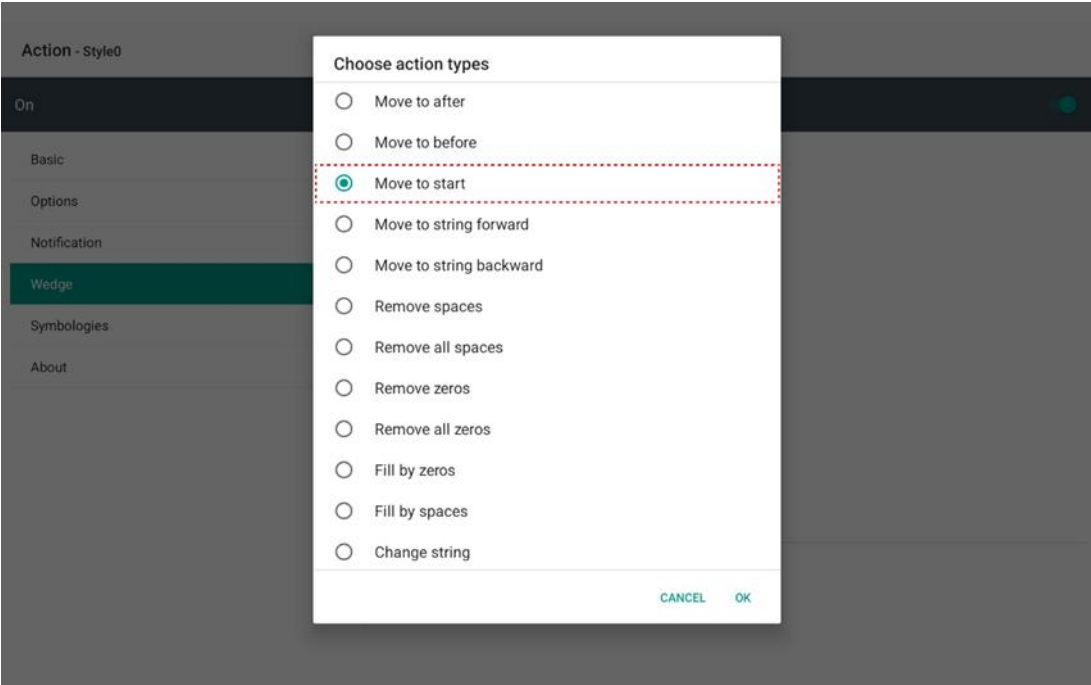 Action - Style0
On
Basic
Options
Notification
Wedge
Symbologies
About
Choose action types
Move to after
Move to before
Move to start
Move to string forward
Move to string backward
Remove spaces
Remove all spaces
Remove zeros
Remove all zeros
Fill by zeros
Fill by spaces
Change string
CANCEL OK